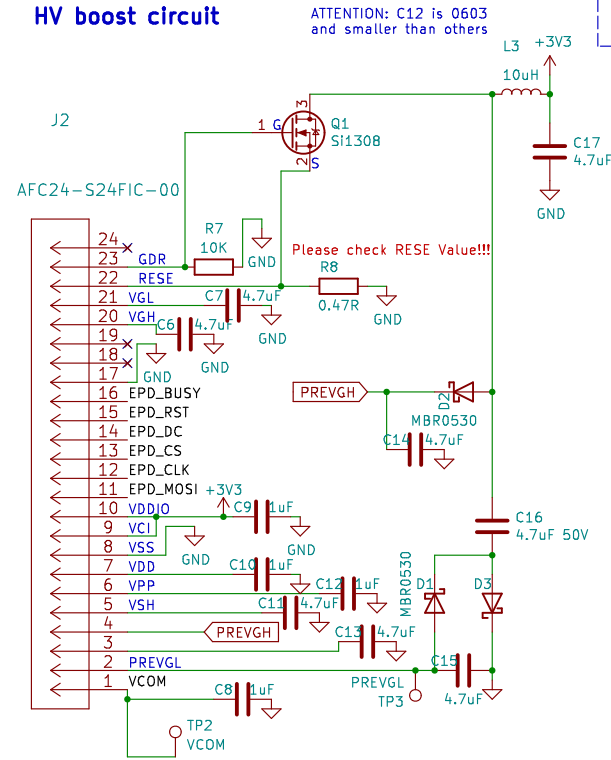 HV boost circuit
ATTENTION: C12 is 0603
and smaller than others
L3 +3V3
10uH
J2
3
1 G Q1
Si1308
2 S
C17
4.7uF
GND
AFC24-S24FIC-00
R7
10K
GND
Please check RESE Value!!!
R8
0.47R
GND
24
23 GDR
22 RESE
21 VGL C7 4.7uF
GND
20 VGH C6 4.7uF
GND
19
18
17 GND
16 EPD_BUSY
15 EPD_RST
14 EPD_DC
13 EPD_CS
12 EPD_CLK
11 EPD_MOSI +3V3
10 VDDIO C9 1uF
GND
9 VCI
8 VSS
GND
7 VDD C10 1uF
6 VPP C12 1uF
5 VSH C11 4.7uF
4 PREVGH
3 C13 4.7uF
2 PREVGL
1 VCOM
C8 1uF
TP2
VCOM
PREVGH
D2
MBR0530
C14 4.7uF
C16
4.7uF 50V
MBR0530
D1 D3
C15
4.7uF
PREVGL
TP3